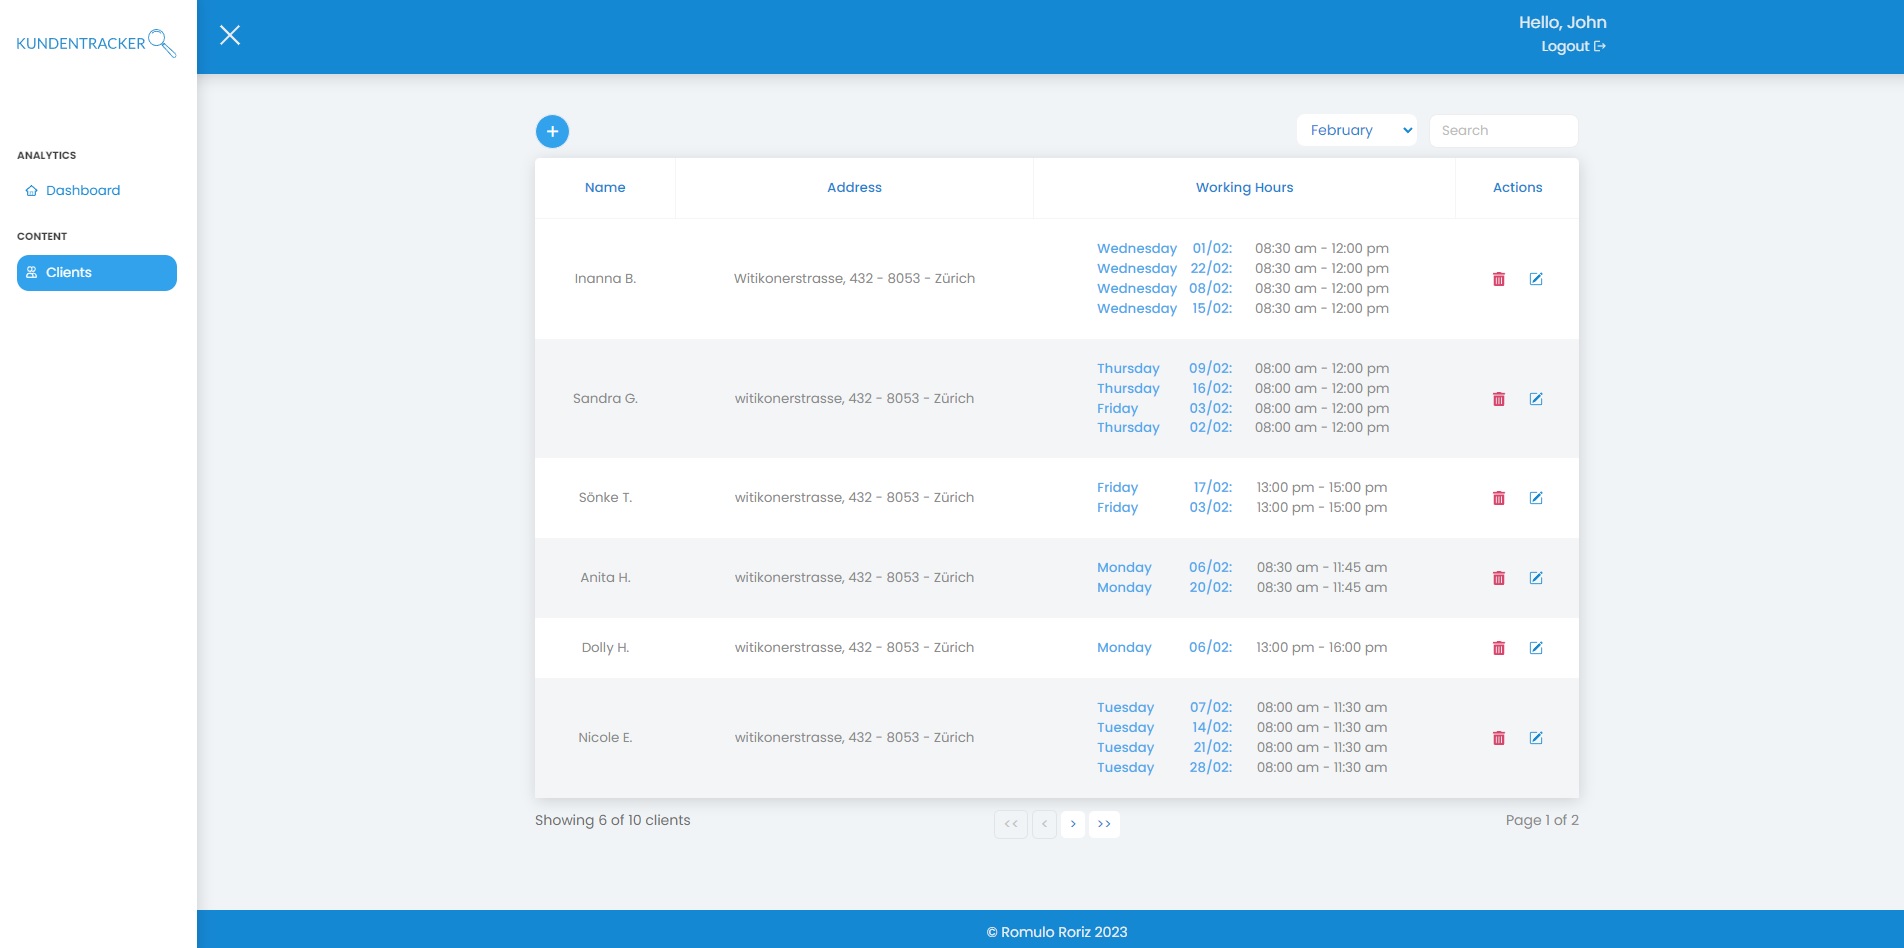 KUNDENTRACKER
Hello, John
Logout
ANALYTICS
Dashboard
CONTENT
Clients
+
February
Search
Name Address Working Hours Actions
Inanna B. Witikonerstrasse, 432 - 8053 - Zürich
Wednesday 01/02: 08:30 am - 12:00 pm
Wednesday 22/02: 08:30 am - 12:00 pm
Wednesday 08/02: 08:30 am - 12:00 pm
Wednesday 15/02: 08:30 am - 12:00 pm
Sandra G. witikonerstrasse, 432 - 8053 - Zürich
Thursday 09/02: 08:00 am - 12:00 pm
Thursday 16/02: 08:00 am - 12:00 pm
Friday 03/02: 08:00 am - 12:00 pm
Thursday 02/02: 08:00 am - 12:00 pm
Sönke T. witikonerstrasse, 432 - 8053 - Zürich
Friday 17/02: 13:00 pm - 15:00 pm
Friday 03/02: 13:00 pm - 15:00 pm
Anita H. witikonerstrasse, 432 - 8053 - Zürich
Monday 06/02: 08:30 am - 11:45 am
Monday 20/02: 08:30 am - 11:45 am
Dolly H. witikonerstrasse, 432 - 8053 - Zürich
Monday 06/02: 13:00 pm - 16:00 pm
Nicole E. witikonerstrasse, 432 - 8053 - Zürich
Tuesday 07/02: 08:00 am - 11:30 am
Tuesday 14/02: 08:00 am - 11:30 am
Tuesday 21/02: 08:00 am - 11:30 am
Tuesday 28/02: 08:00 am - 11:30 am
Showing 6 of 10 clients
<< < > >>
Page 1 of 2
© Romulo Roriz 2023